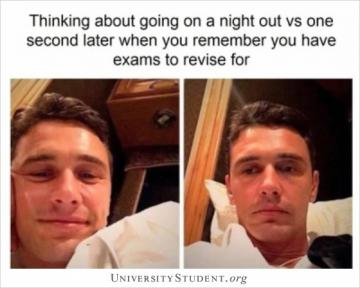 Thinking about going on a night out vs one
second later when you remember you have
exams to revise for
UNIVERSITYSTUDENT.org